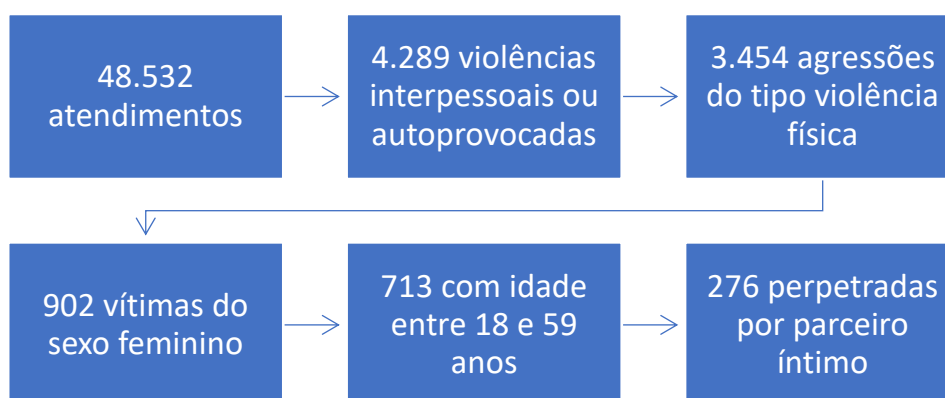 48.532
atendimentos
4.289 violências
interpessoais ou
autoprovocadas
3.454 agressões
do tipo violência
física
902 vítimas do
sexo feminino
713 com idade
entre 18 e 59
anos
276 perpetradas
por parceiro
íntimo